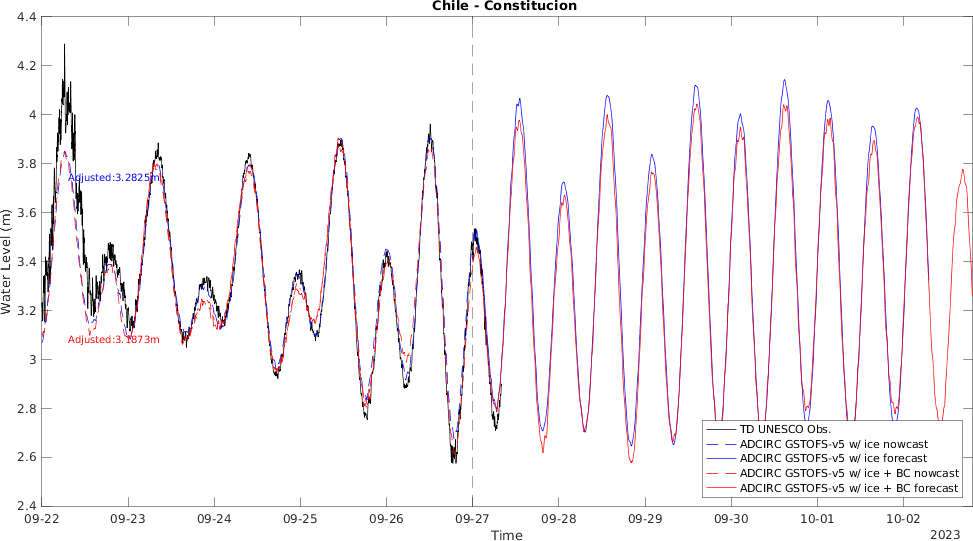 Chile - Constitucion
4.4
4.2
4
3.8
3.6
3.4
3.2
3
2.8
2.6
2.4
Water Level (m)
Adjusted:3.2825m
Adjusted:3.1873m
TD UNESCO Obs.
ADCIRC GSTOFS-v5 w/ ice nowcast
ADCIRC GSTOFS-v5 w/ ice forecast
ADCIRC GSTOFS-v5 w/ ice + BC nowcast
ADCIRC GSTOFS-v5 w/ ice + BC forecast
09-22 09-23 09-24 09-25 09-26 09-27 09-28 09-29 09-30 10-01 10-02
Time
2023